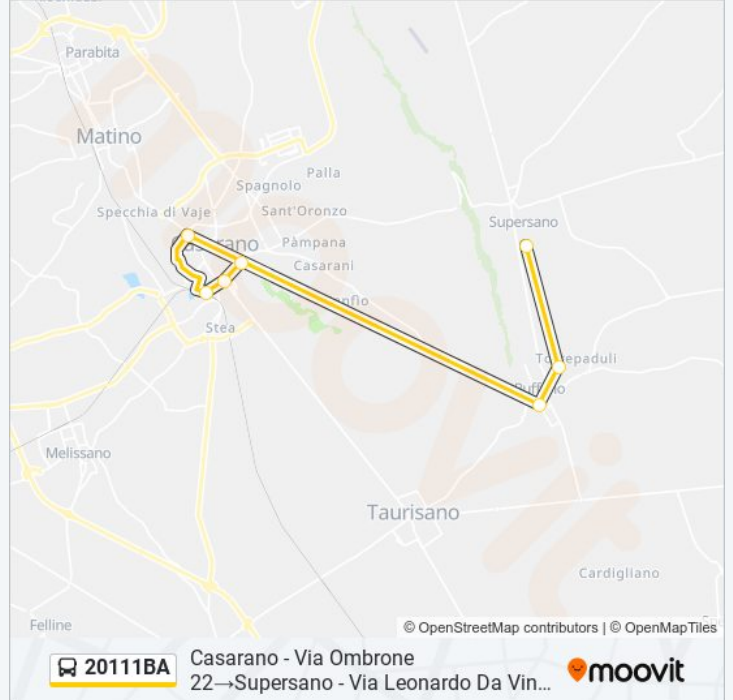 Parabita
Matino
Palla
Spagnolo
Specchia di Vaje
Sant'Oronzo
Supersano
Pàmpana
Casarani
Stea
Melissano
Taurisano
Cardigliano
Felline
© OpenStreetMap contributors | © OpenMapTiles
20111BA
Casarano - Via Ombrone
22→Supersano - Via Leonardo Da Vin...
moovit